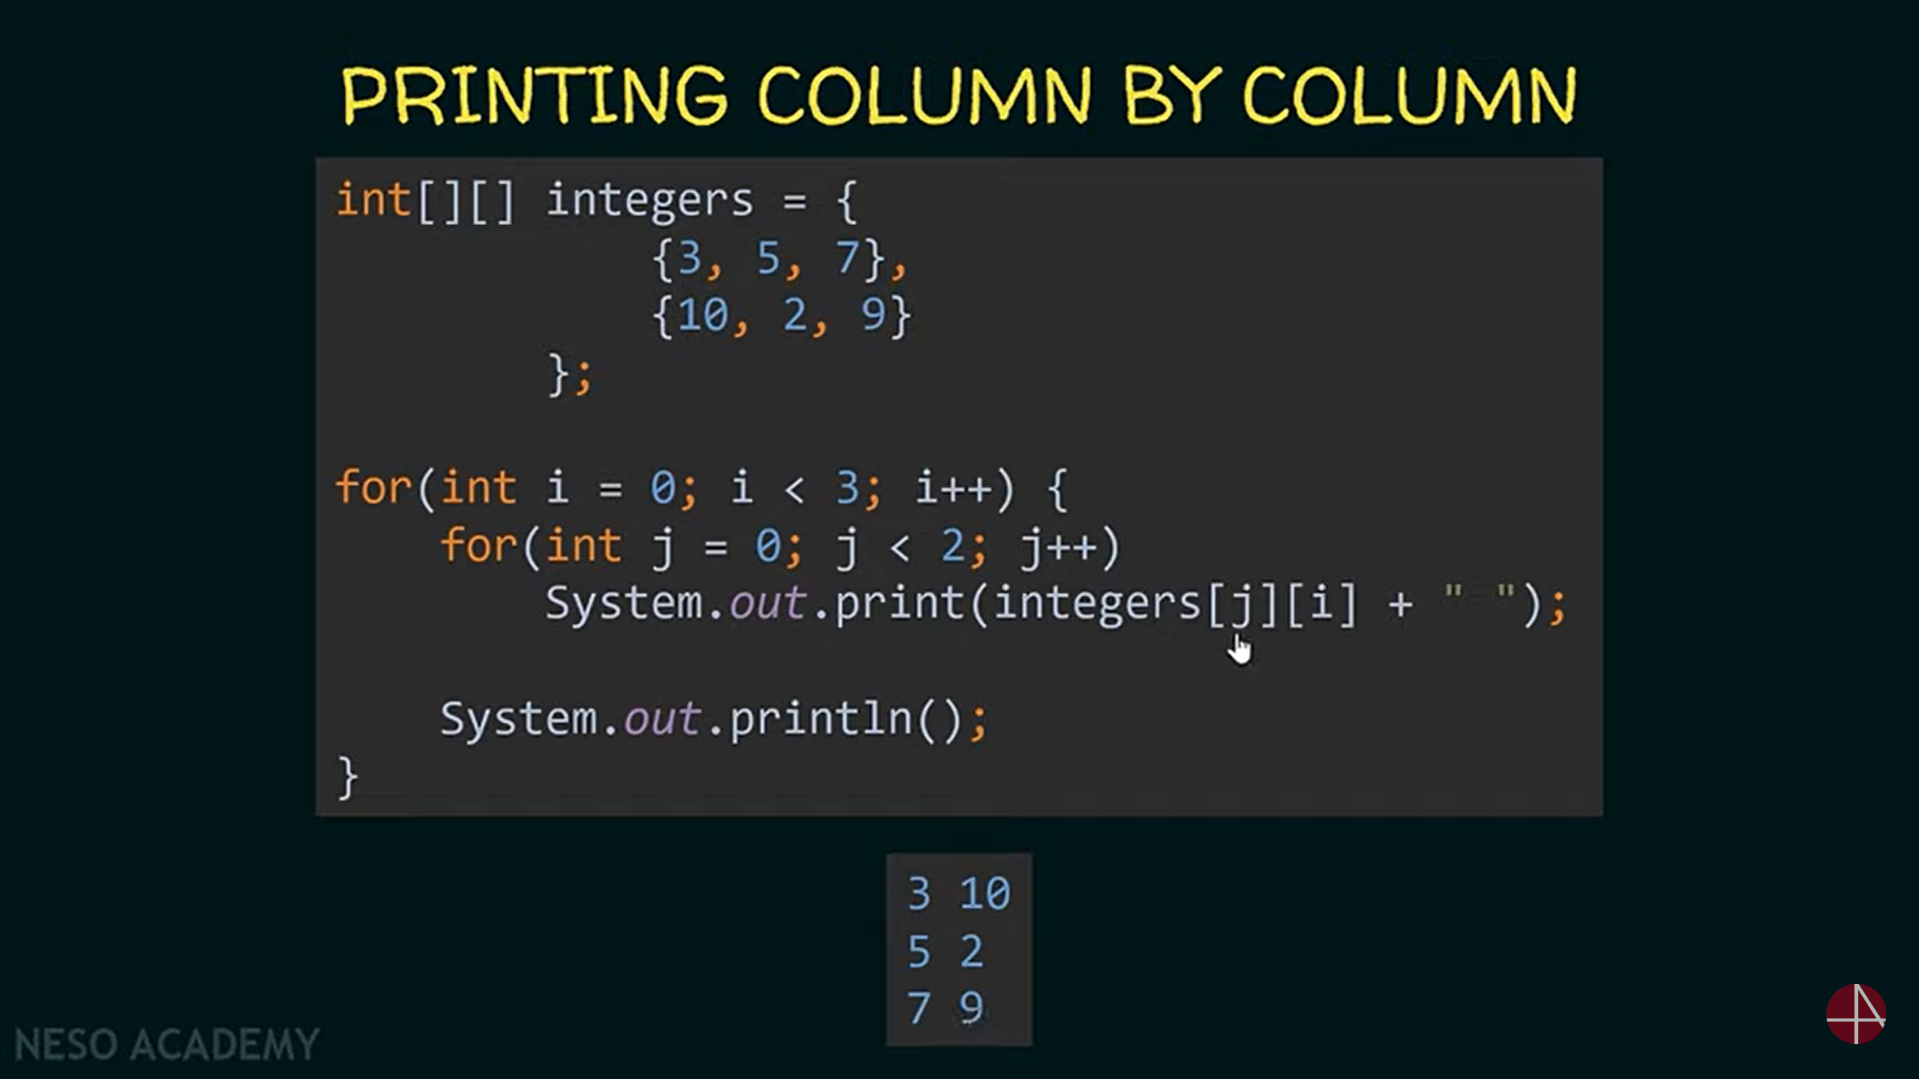 PRINTING COLUMN BY COLUMN
int[][] integers = {
{3, 5, 7},
{10, 2, 9}
};
for(int i = 0; i < 3; i++) {
for(int j = 0; j < 2; j++)
System.out.print(integers[j][i] + " ");
System.out.println();
}
3 10
5 2
7 9
NESO ACADEMY